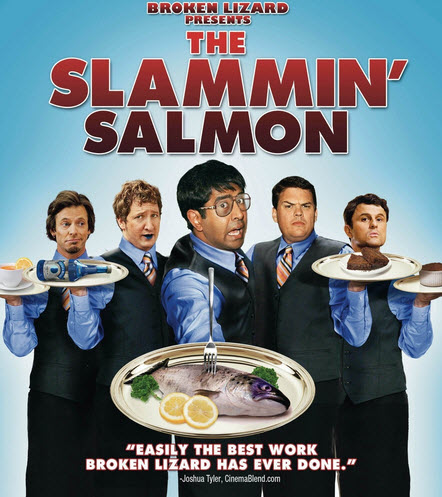 BROKEN LIZARD
PRESENTS
THE
SLAMMIN'
SALMON
"EASILY THE BEST WORK
BROKEN LIZARD HAS EVER DONE."
-Joshua Tyler, CinemaBlend.com